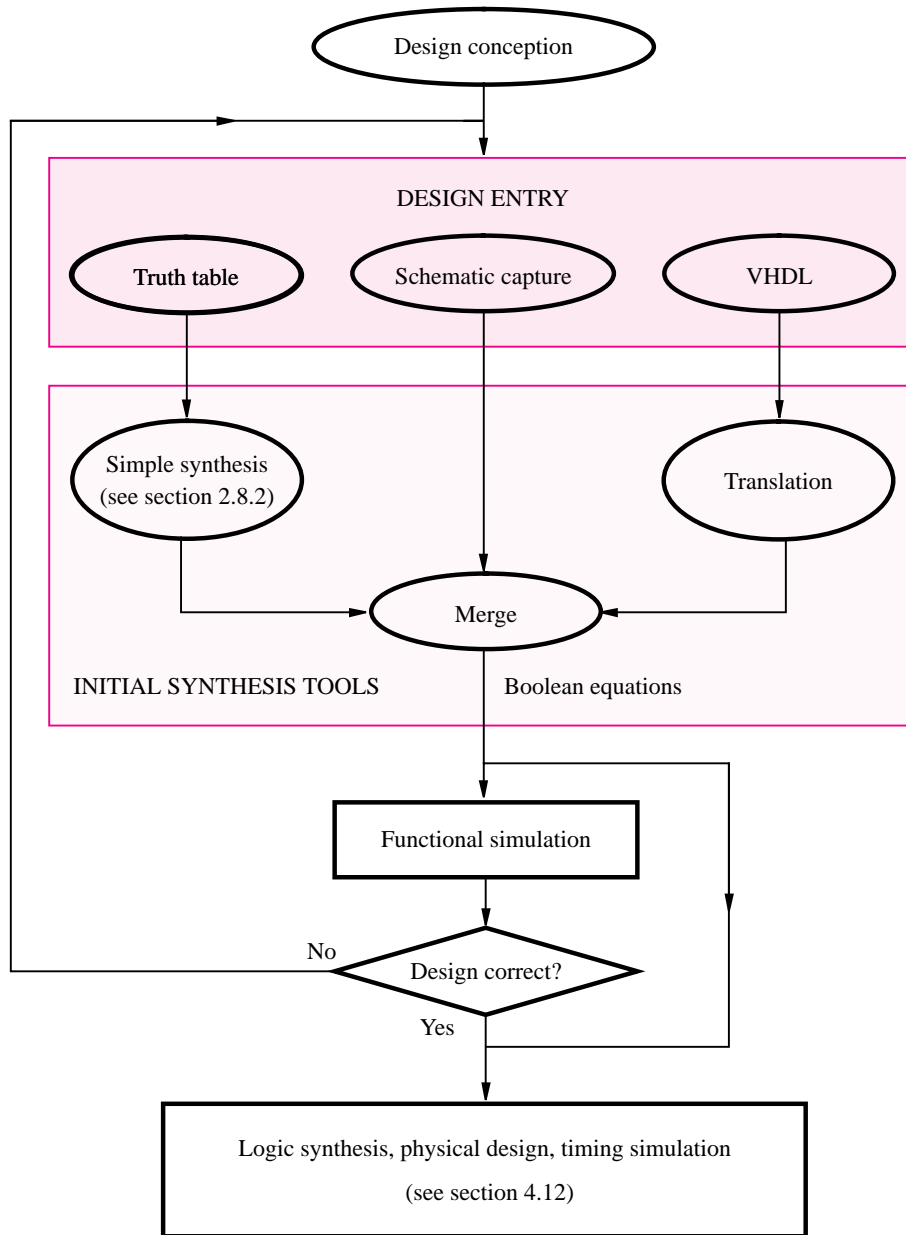 Design conception
DESIGN ENTRY
Truth table
Schematic capture
VHDL
Simple synthesis
(see section 2.8.2)
Translation
Merge
INITIAL SYNTHESIS TOOLS
Boolean equations
Functional simulation
No
Design correct?
Yes
Logic synthesis, physical design, timing simulation
(see section 4.12)